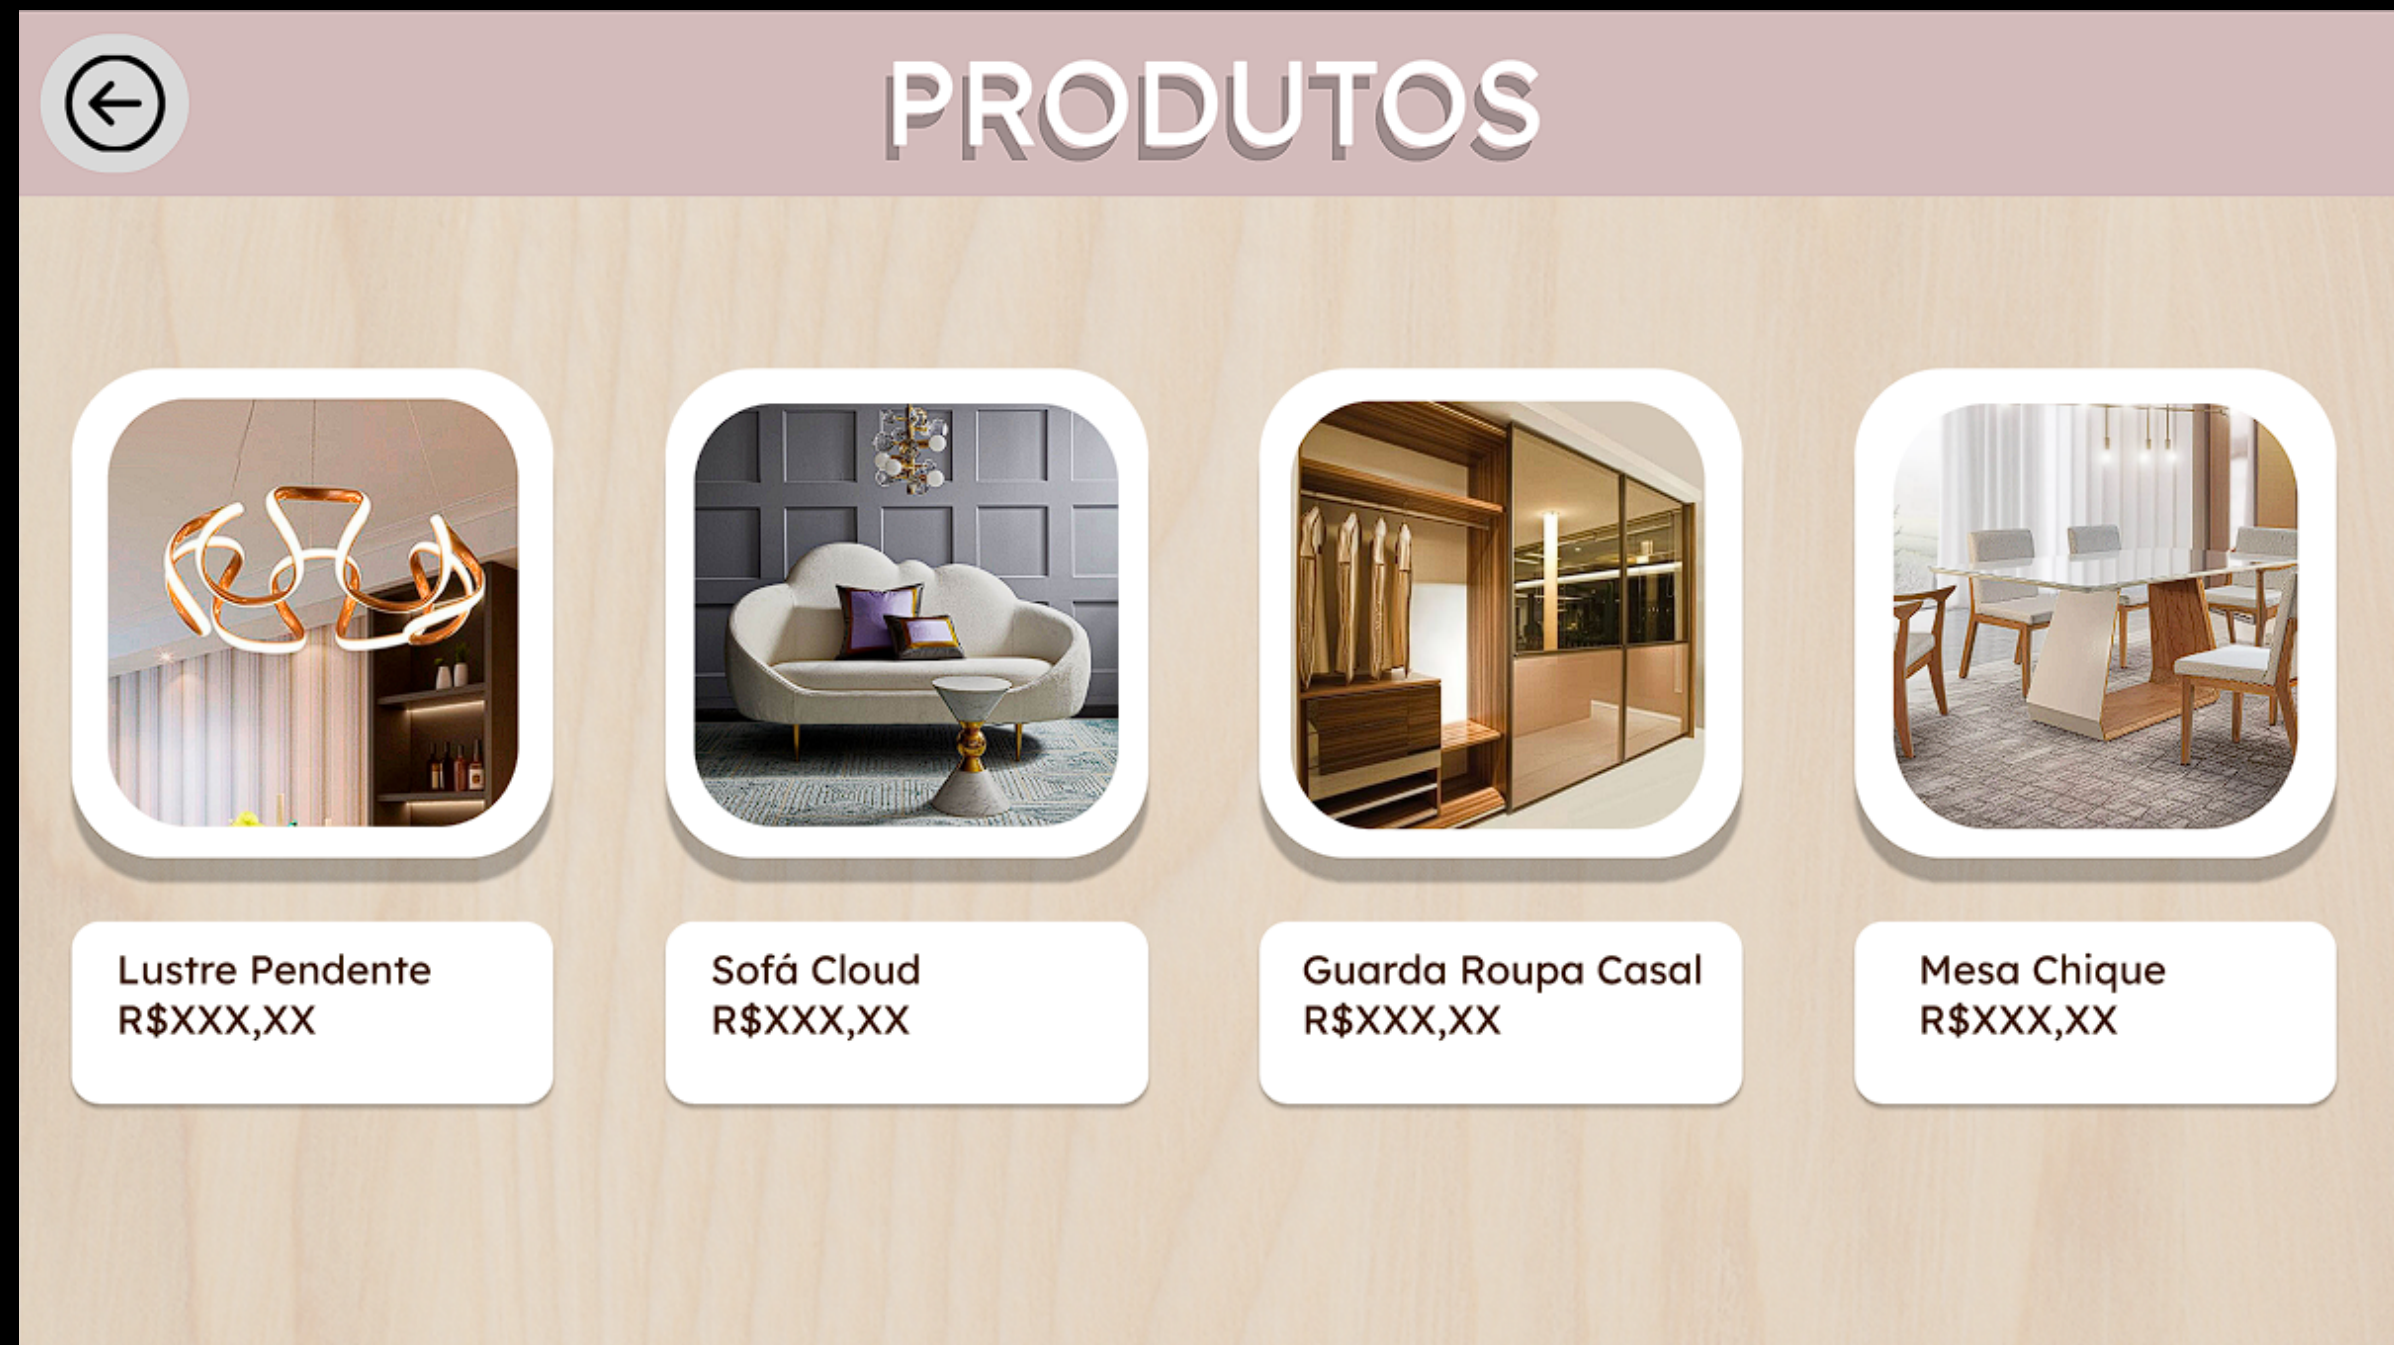 PRODUTOS
Lustre Pendente
R$XXX,XX
Sofá Cloud
R$XXX,XX
Guarda Roupa Casal
R$XXX,XX
Mesa Chique
R$XXX,XX